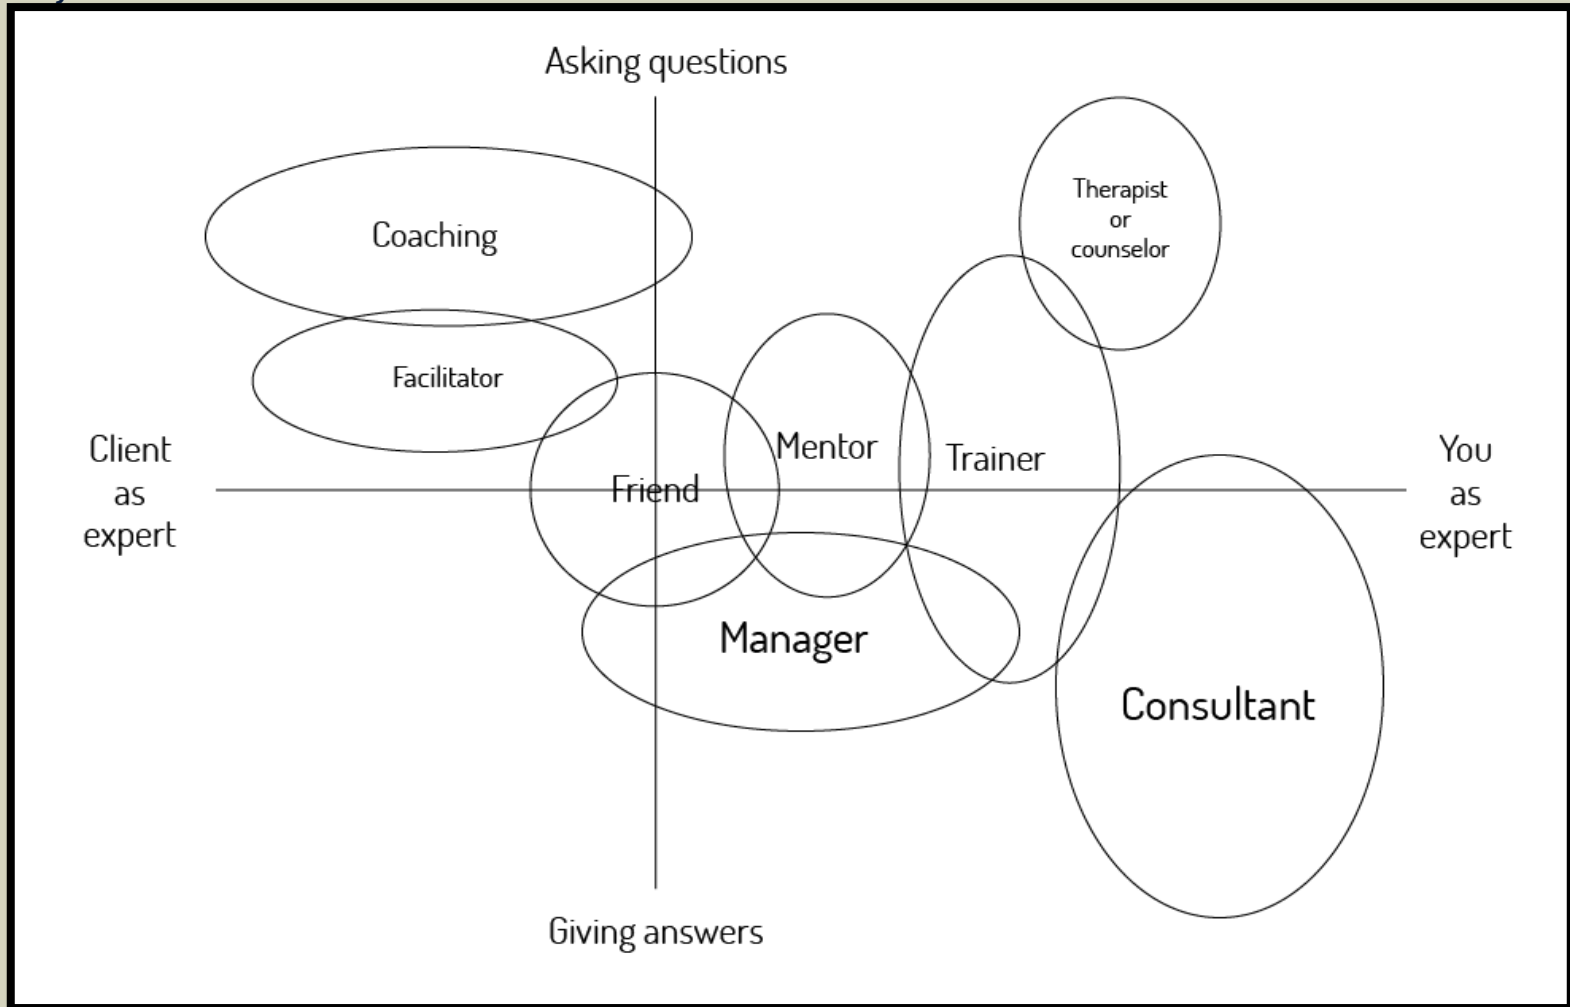 Asking questions
Therapist
or
counselor
Coaching
Facilitator
Client
as
expert
Friend
Mentor
Trainer
You
as
expert
Manager
Consultant
Giving answers